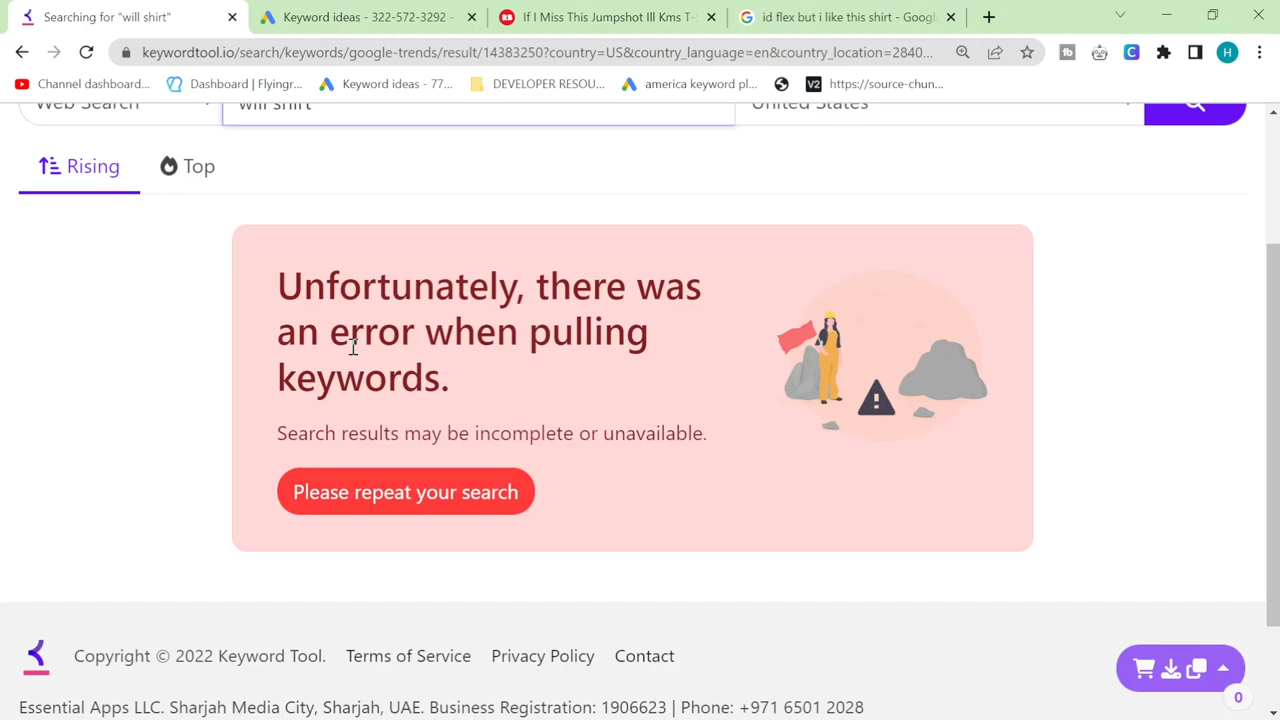 Searching for "will shirt"
Keyword ideas - 322-572-3292 -
If I Miss This Jumpshot Ill Kms T-
id flex but i like this shirt - Googl
keywordtool.io/search/keywords/google-trends/result/14383250?country=US&country_language=en&country_location=2840...
Channel dashboard...
Dashboard | Flyingr...
Keyword ideas - 77...
DEVELOPER RESOU...
america keyword pl...
https://source-chun...
Web Search
will shirt
United States
Rising
Top
Unfortunately, there was
an error when pulling
keywords.
Search results may be incomplete or unavailable.
Please repeat your search
Copyright © 2022 Keyword Tool.
Terms of Service
Privacy Policy
Contact
0
Essential Apps LLC. Sharjah Media City, Sharjah, UAE. Business Registration: 1906623 | Phone: +971 6501 2028